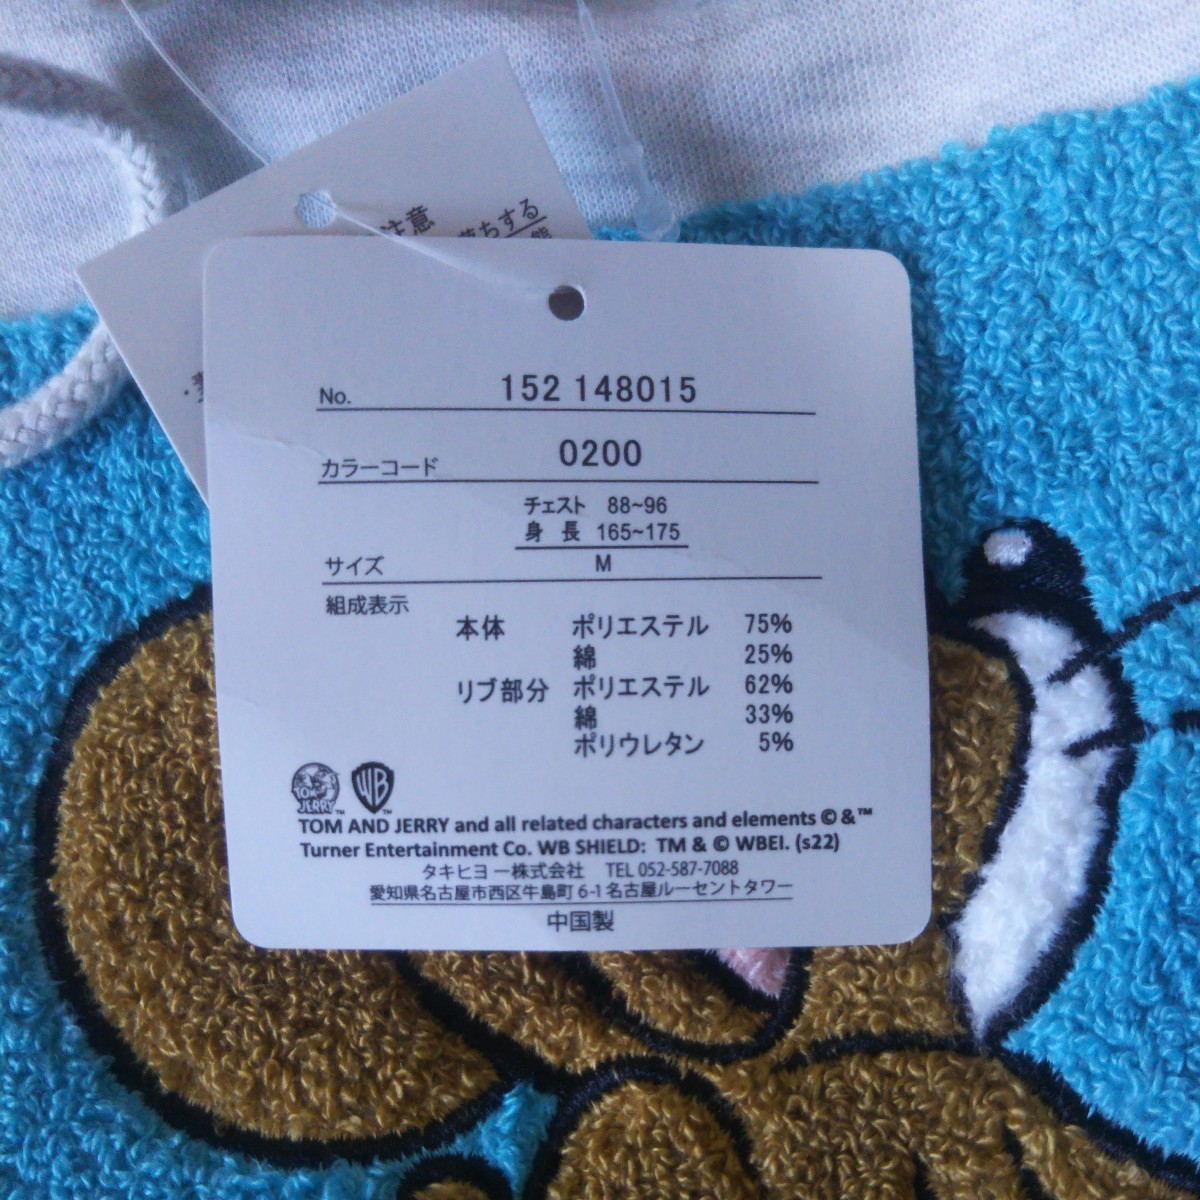 注意
落ちする
No. 152 148015
カラーコード 0200
チェスト 88~96
身 長 165~175
サイズ M
組成表示
本体 ポリエステル 75%
綿 25%
リブ部分 ポリエステル 62%
綿 33%
ポリウレタン 5%
TOM AND JERRY™ WB™
TOM AND JERRY and all related characters and elements © &™
Turner Entertainment Co. WB SHIELD: TM & © WBEI. (s22)
タキヒヨー株式会社 TEL 052-587-7088
愛知県名古屋市西区牛島町 6-1 名古屋ルーセントタワー
中国製